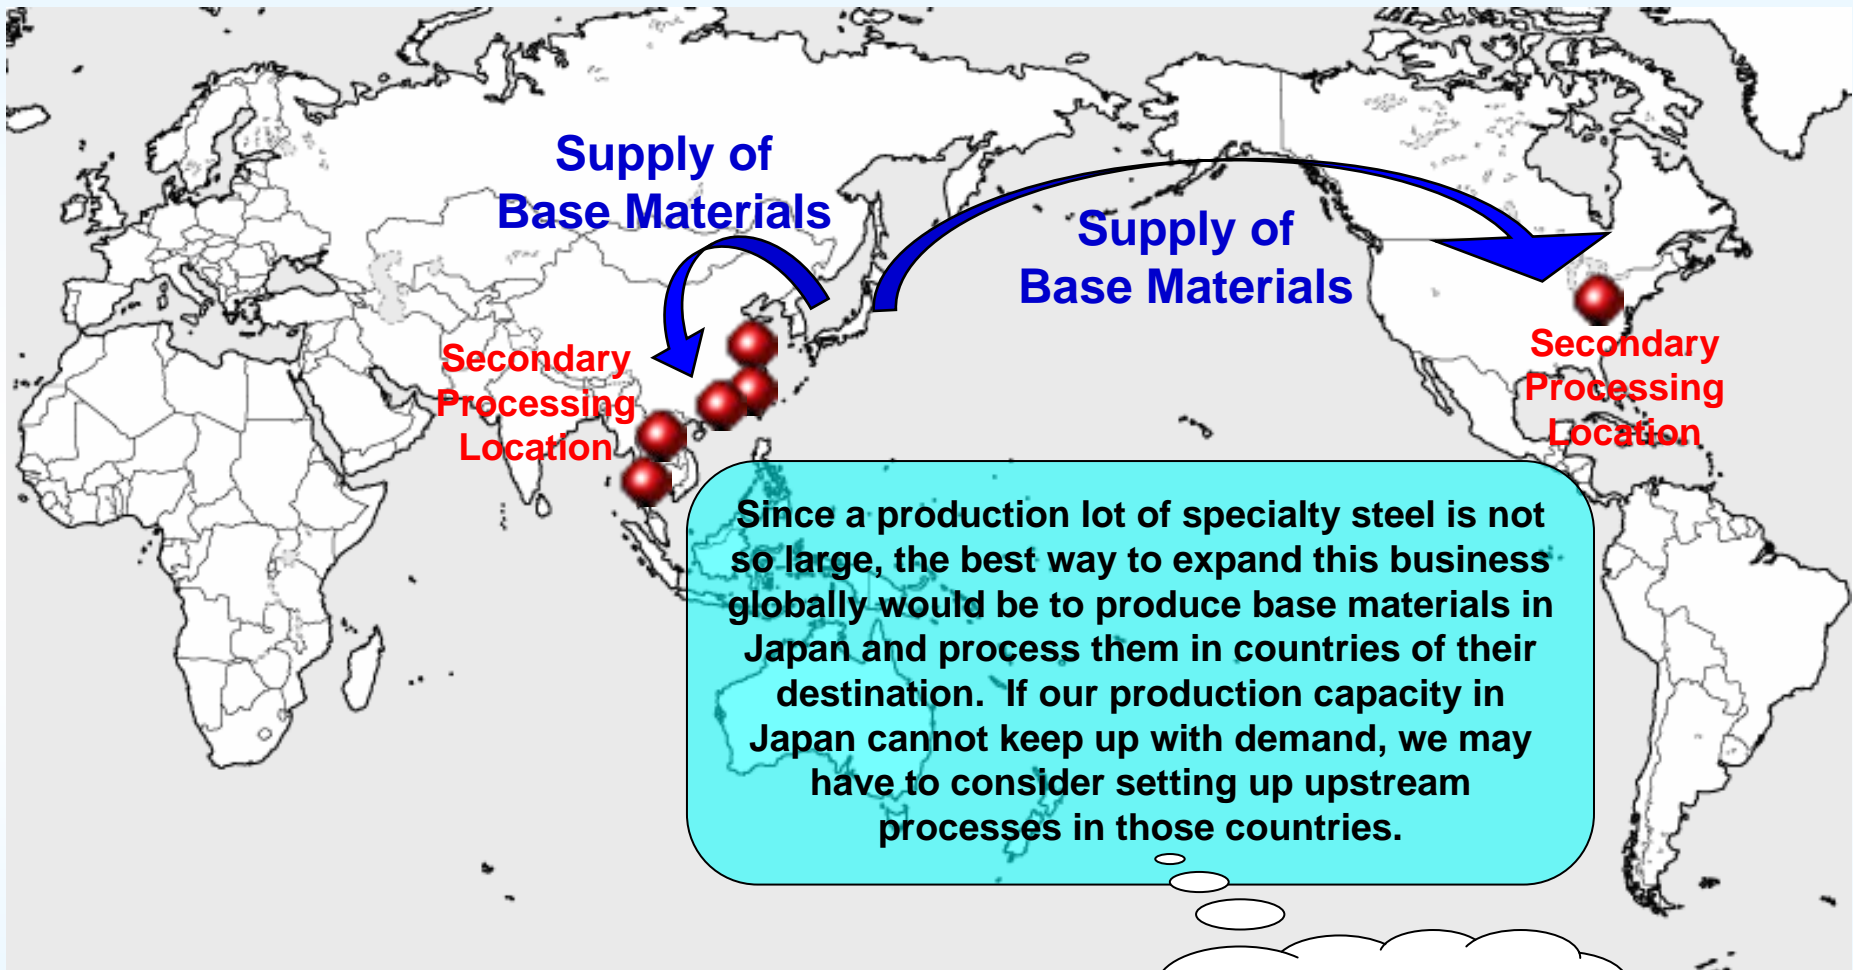 Supply of
Base Materials
Supply of
Base Materials
Secondary
Processing
Location
Secondary
Processing
Location
Since a production lot of specialty steel is not
so large, the best way to expand this business
globally would be to produce base materials in
Japan and process them in countries of their
destination.  If our production capacity in
Japan cannot keep up with demand, we may
have to consider setting up upstream
processes in those countries.